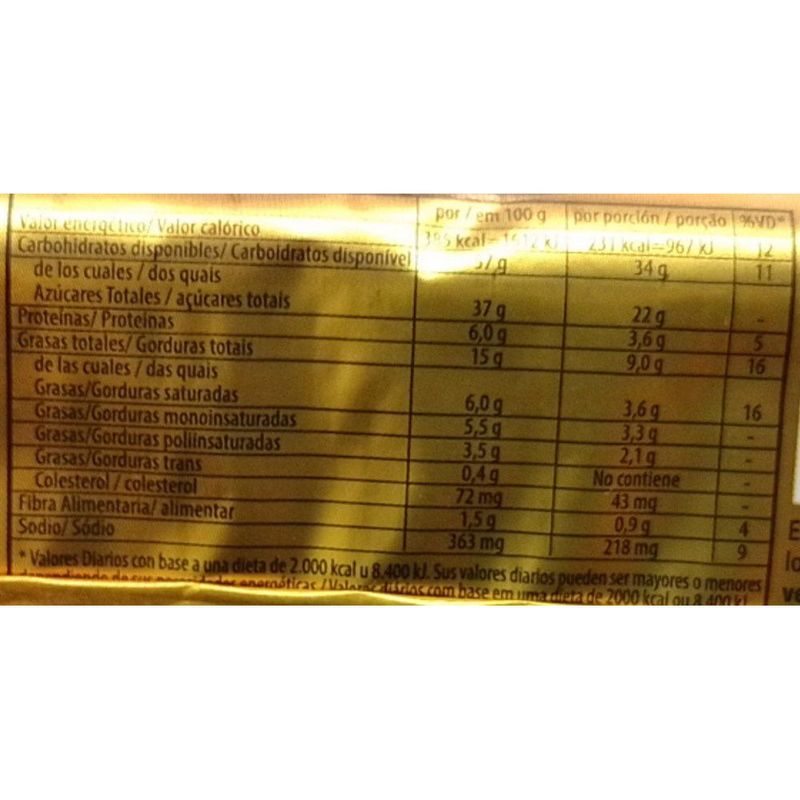 por / em 100 g por porción / porção %VD*
Valor energético/ Valor calórico 385 kcal=1612 kJ 231 kcal=967 kJ 12
Carbohidratos disponibles/ Carboidratos disponível 34 g 11
de los cuales / dos quais
Azúcares Totales / açúcares totais 37 g 22 g -
Proteínas/ Proteínas 6,0 g 3,6 g 5
Grasas totales/ Gorduras totais 15 g 9,0 g 16
de las cuales / das quais
Grasas/Gorduras saturadas 6,0 g 3,6 g 16
Grasas/Gorduras monoinsaturadas 5,5 g 3,3 g -
Grasas/Gorduras poliinsaturadas 3,5 g 2,1 g -
Grasas/Gorduras trans 0,4 g No contiene -
Colesterol / colesterol 72 mg 43 mg -
Fibra Alimentaria/ alimentar 1,5 g 0,9 g 4
Sodio/ Sódio 363 mg 218 mg 9
* Valores Diarios con base a una dieta de 2.000 kcal u 8.400 kJ. Sus valores diarios pueden ser mayores o menores
energéticas / Valores diários com base em uma dieta de 2000 kcal ou 8.400 kJ